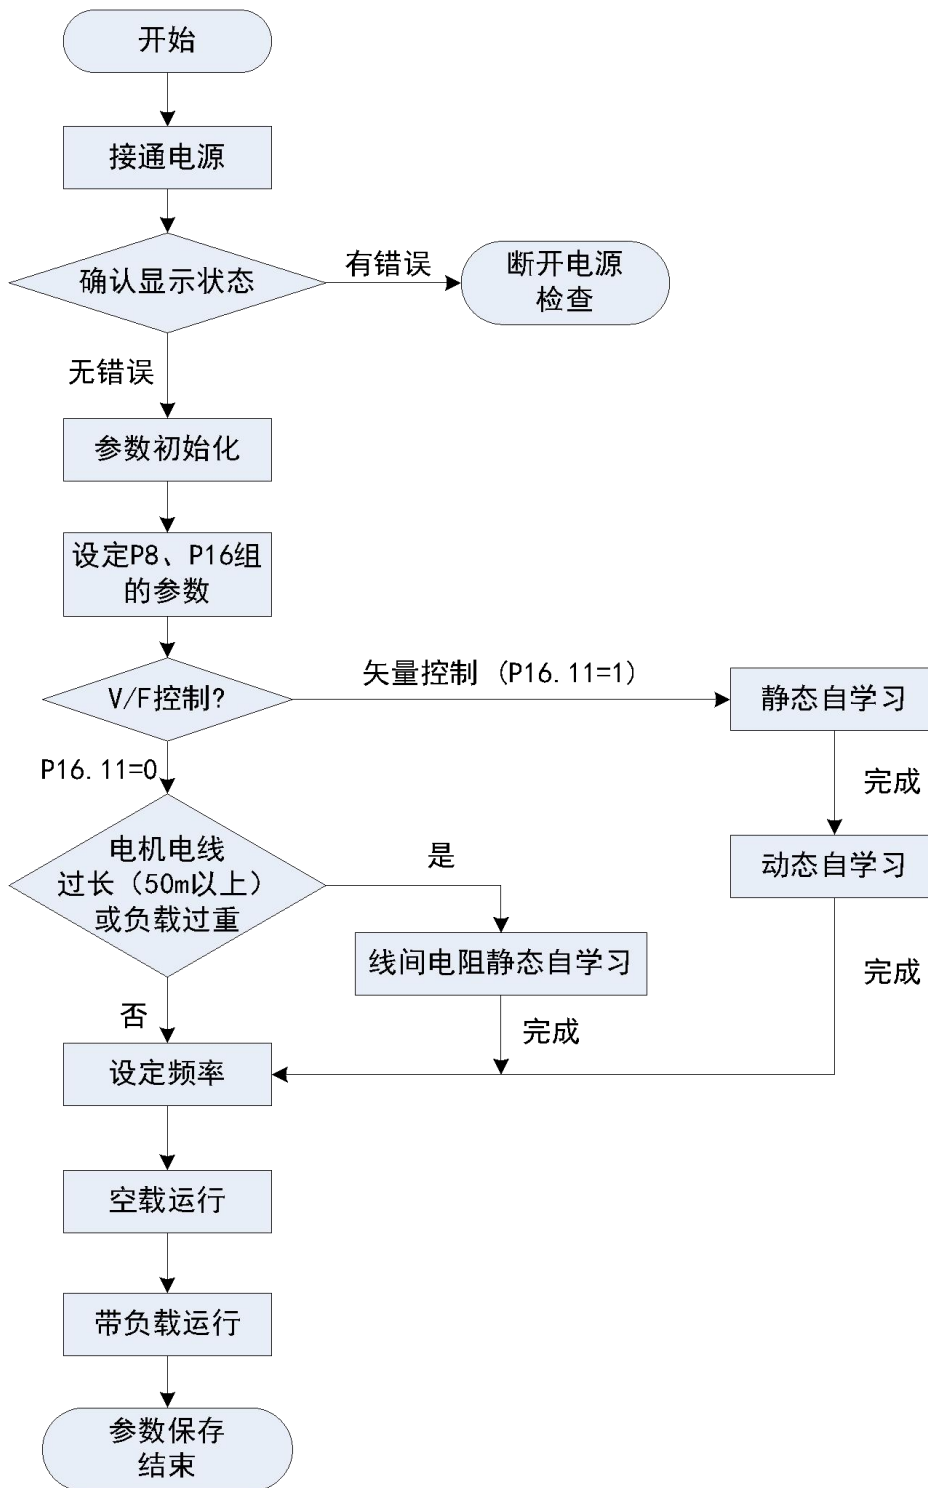 开始
接通电源
确认显示状态
有错误
断开电源
检查
无错误
参数初始化
设定P8、P16组
的参数
V/F控制?
矢量控制 (P16.11=1)
静态自学习
P16.11=0
完成
电机电线
过长（50m以上）
或负载过重
是
动态自学习
线间电阻静态自学习
完成
否
完成
设定频率
空载运行
带负载运行
参数保存
结束